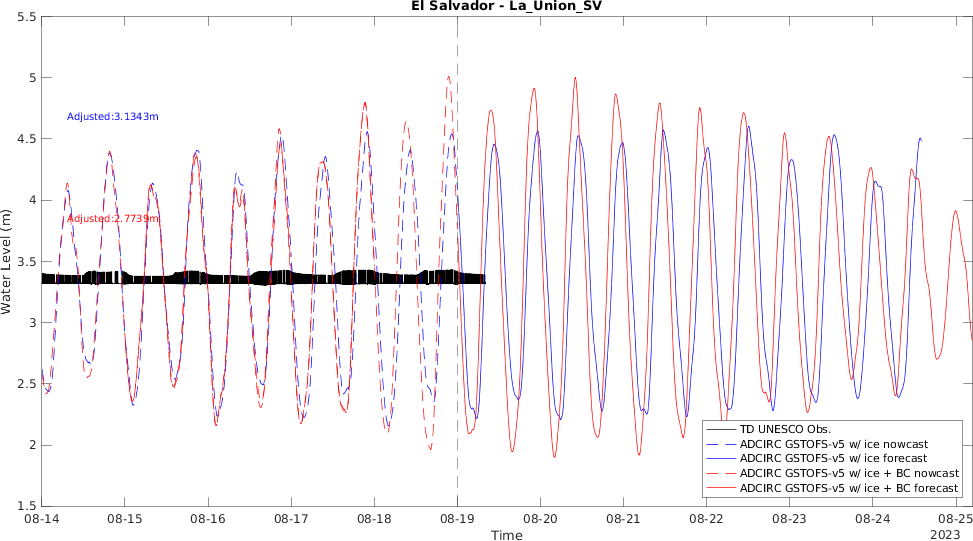 El Salvador - La_Union_SV
5.5
5
4.5
4
3.5
3
2.5
2
1.5
Water Level (m)
Adjusted:3.1343m
Adjusted:2.7739m
TD UNESCO Obs.
ADCIRC GSTOFS-v5 w/ ice nowcast
ADCIRC GSTOFS-v5 w/ ice forecast
ADCIRC GSTOFS-v5 w/ ice + BC nowcast
ADCIRC GSTOFS-v5 w/ ice + BC forecast
08-14 08-15 08-16 08-17 08-18 08-19 08-20 08-21 08-22 08-23 08-24 08-25
Time
2023